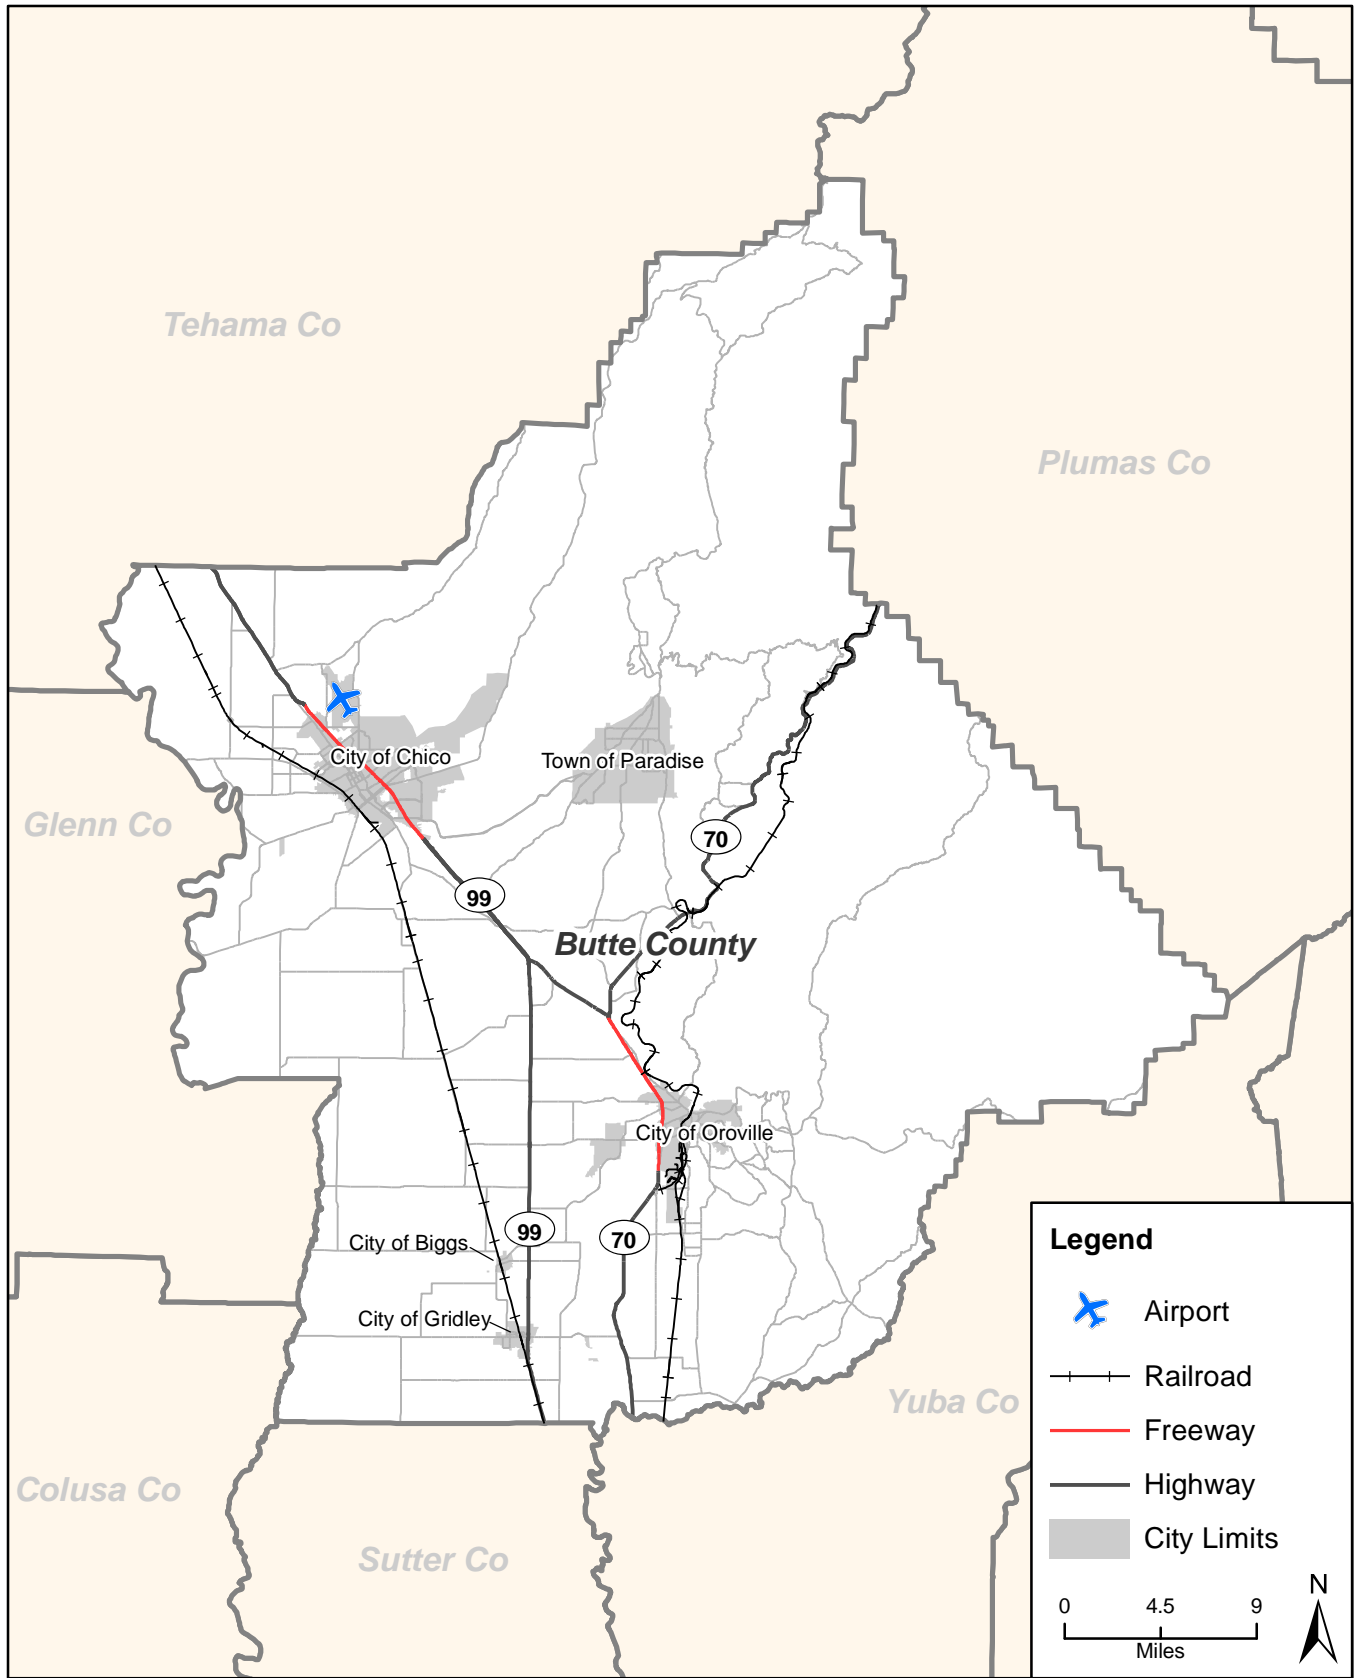 Tehama Co
Plumas Co
City of Chico
Town of Paradise
Glenn Co
70
99
Butte County
City of Oroville
99
70
City of Biggs
City of Gridley
Yuba Co
Colusa Co
Sutter Co
Legend
Airport
Railroad
Freeway
Highway
City Limits
N
0 4.5 9
Miles